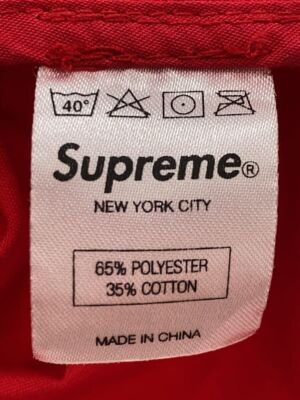 40°
Supreme®
NEW YORK CITY
65% POLYESTER
35% COTTON
MADE IN CHINA